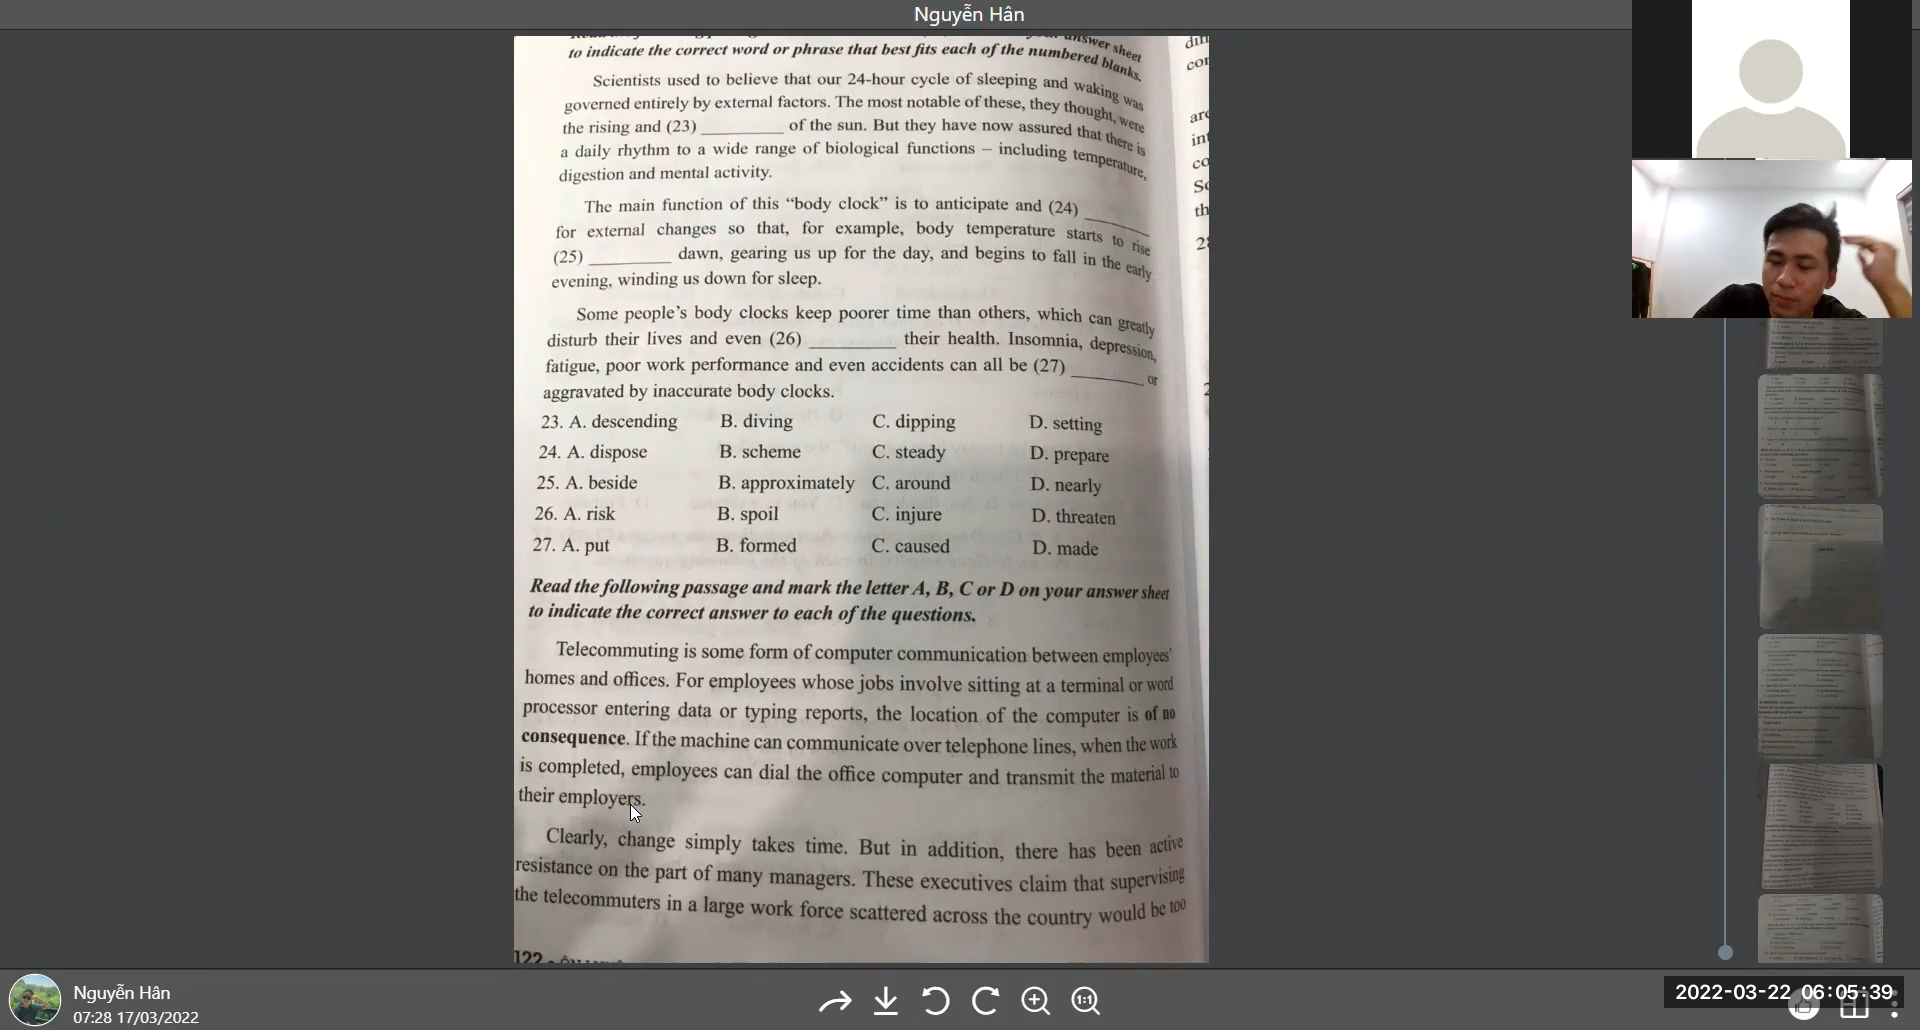 Nguyễn Hân
answer sheet
to indicate the correct word or phrase that best fits each of the numbered blanks.
Scientists used to believe that our 24-hour cycle of sleeping and waking was
governed entirely by external factors. The most notable of these, they thought, were
the rising and (23) __________ of the sun. But they have now assured that there is
a daily rhythm to a wide range of biological functions – including temperature,
digestion and mental activity.
The main function of this “body clock” is to anticipate and (24) ________
for external changes so that, for example, body temperature starts to rise
(25) __________ dawn, gearing us up for the day, and begins to fall in the early
evening, winding us down for sleep.
Some people’s body clocks keep poorer time than others, which can greatly
disturb their lives and even (26) __________ their health. Insomnia, depression,
fatigue, poor work performance and even accidents can all be (27) _________ or
aggravated by inaccurate body clocks.
23. A. descending B. diving C. dipping D. setting
24. A. dispose B. scheme C. steady D. prepare
25. A. beside B. approximately C. around D. nearly
26. A. risk B. spoil C. injure D. threaten
27. A. put B. formed C. caused D. made
Read the following passage and mark the letter A, B, C or D on your answer sheet
to indicate the correct answer to each of the questions.
Telecommuting is some form of computer communication between employees’
homes and offices. For employees whose jobs involve sitting at a terminal or word
processor entering data or typing reports, the location of the computer is of no
consequence. If the machine can communicate over telephone lines, when the work
is completed, employees can dial the office computer and transmit the material to
their employers.
Clearly, change simply takes time. But in addition, there has been active
resistance on the part of many managers. These executives claim that supervising
the telecommuters in a large work force scattered across the country would be too
122
Nguyễn Hân
07:28 17/03/2022
1:1
2022-03-22 06:05:39